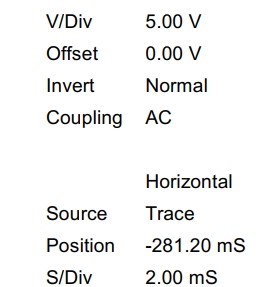 V/Div 5.00 V
Offset 0.00 V
Invert Normal
Coupling AC
Horizontal
Source Trace
Position -281.20 mS
S/Div 2.00 mS